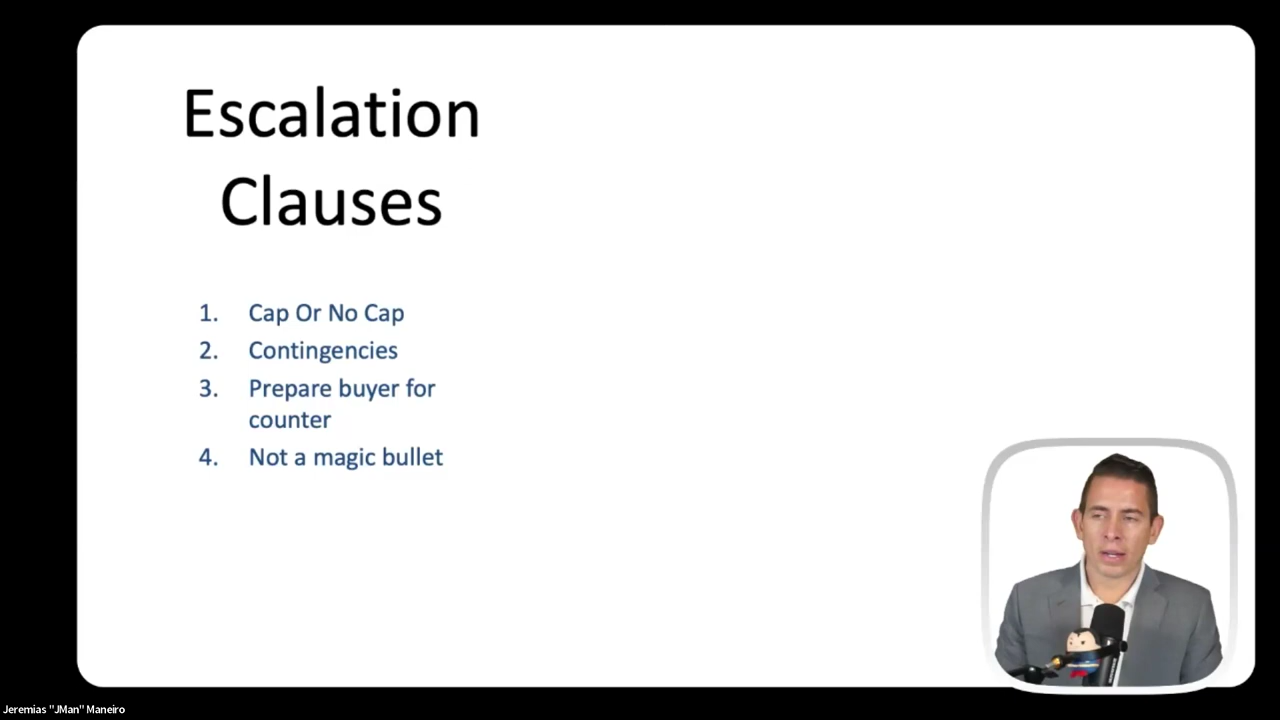 Escalation
Clauses
1. Cap Or No Cap
2. Contingencies
3. Prepare buyer for
counter
4. Not a magic bullet
Jeremias "JMan" Maneiro